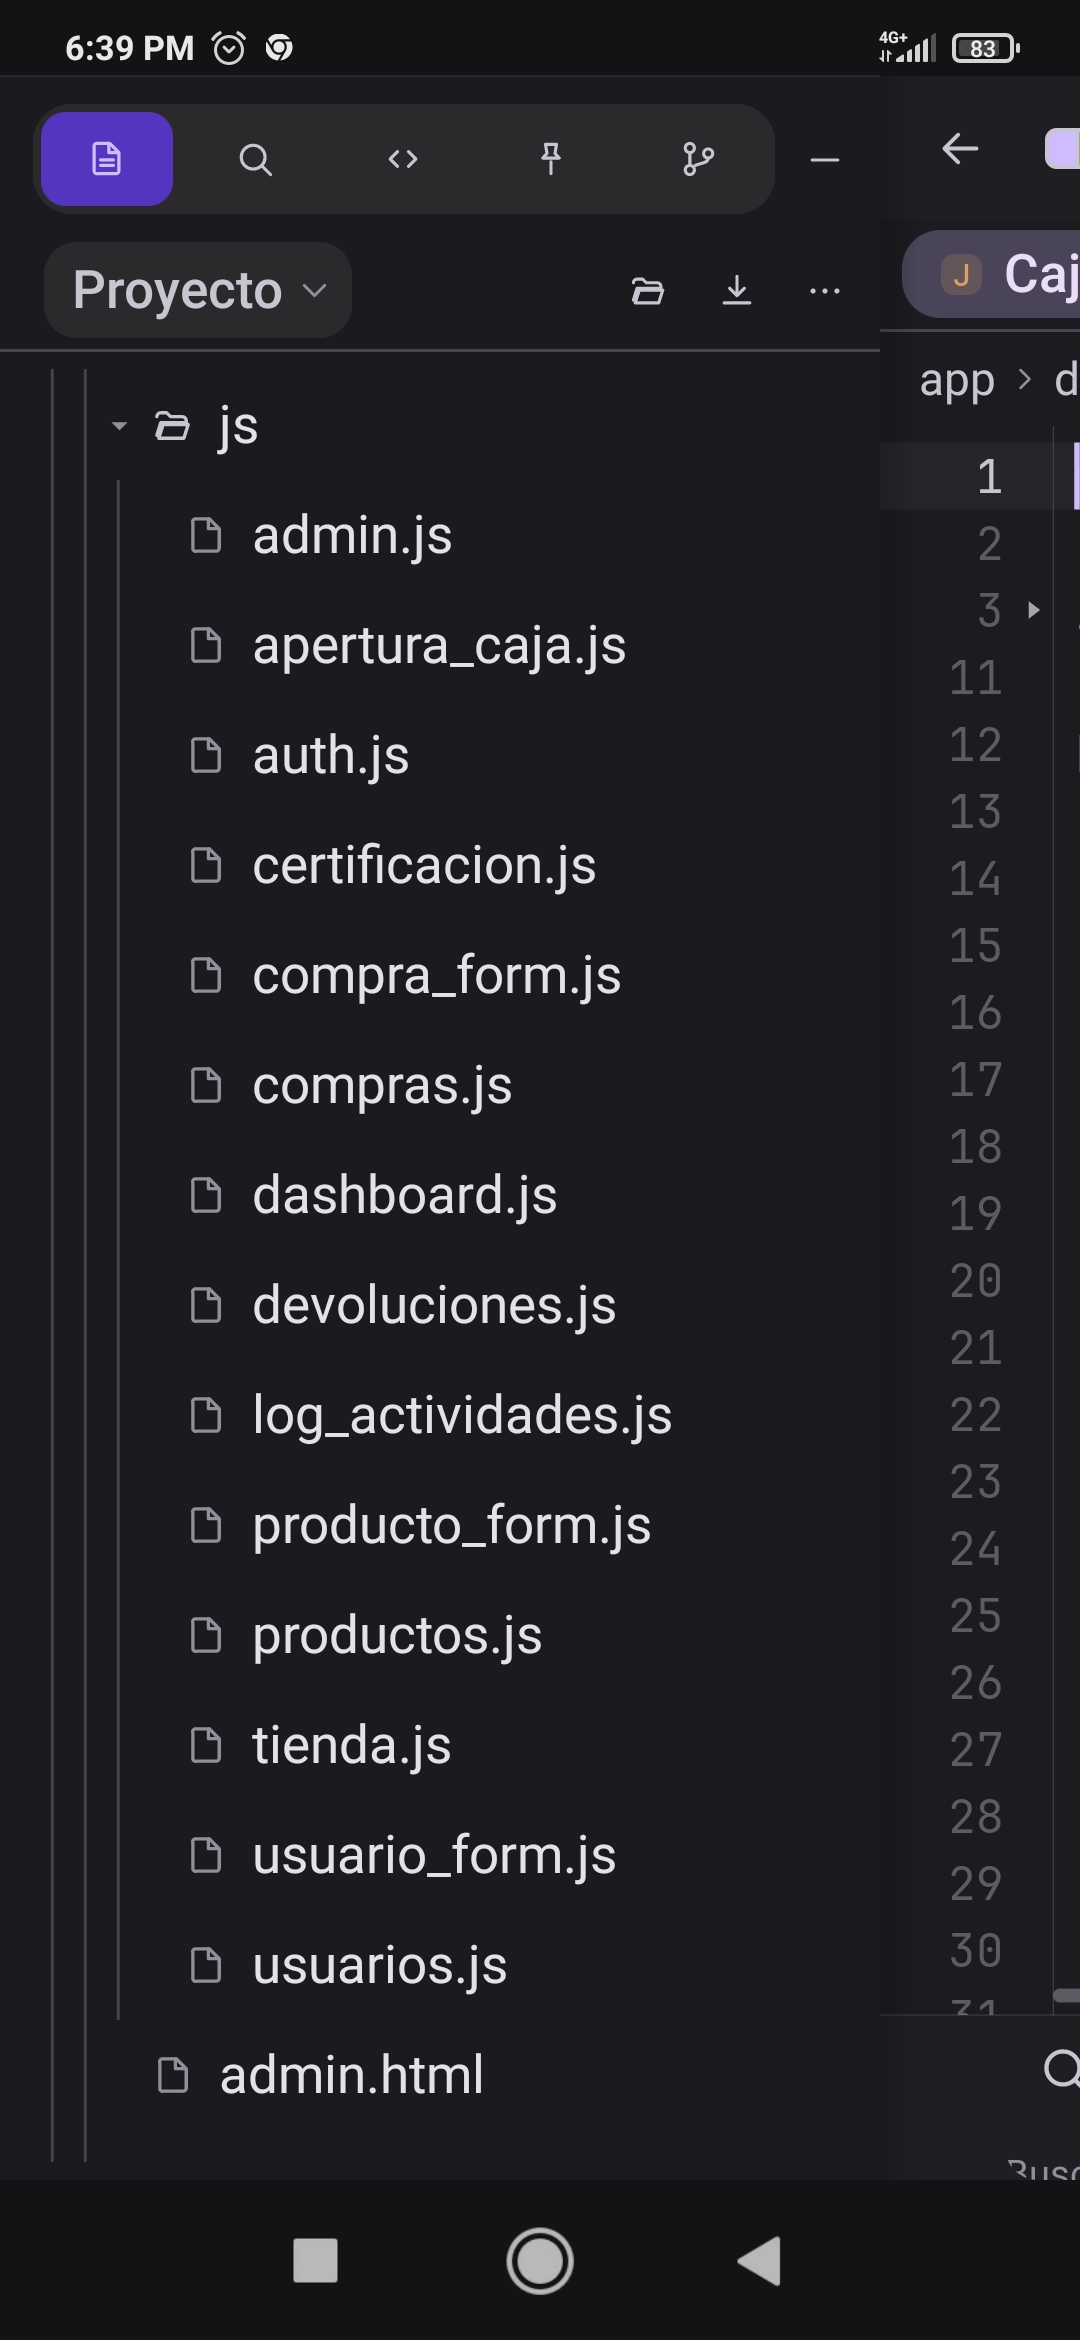 6:39 PM
4G+
83
Proyecto
js
admin.js
apertura_caja.js
auth.js
certificacion.js
compra_form.js
compras.js
dashboard.js
devoluciones.js
log_actividades.js
producto_form.js
productos.js
tienda.js
usuario_form.js
usuarios.js
admin.html
J Caj
app > d
1
2
3
11
12
13
14
15
16
17
18
19
20
21
22
23
24
25
26
27
28
29
30
31
Busc